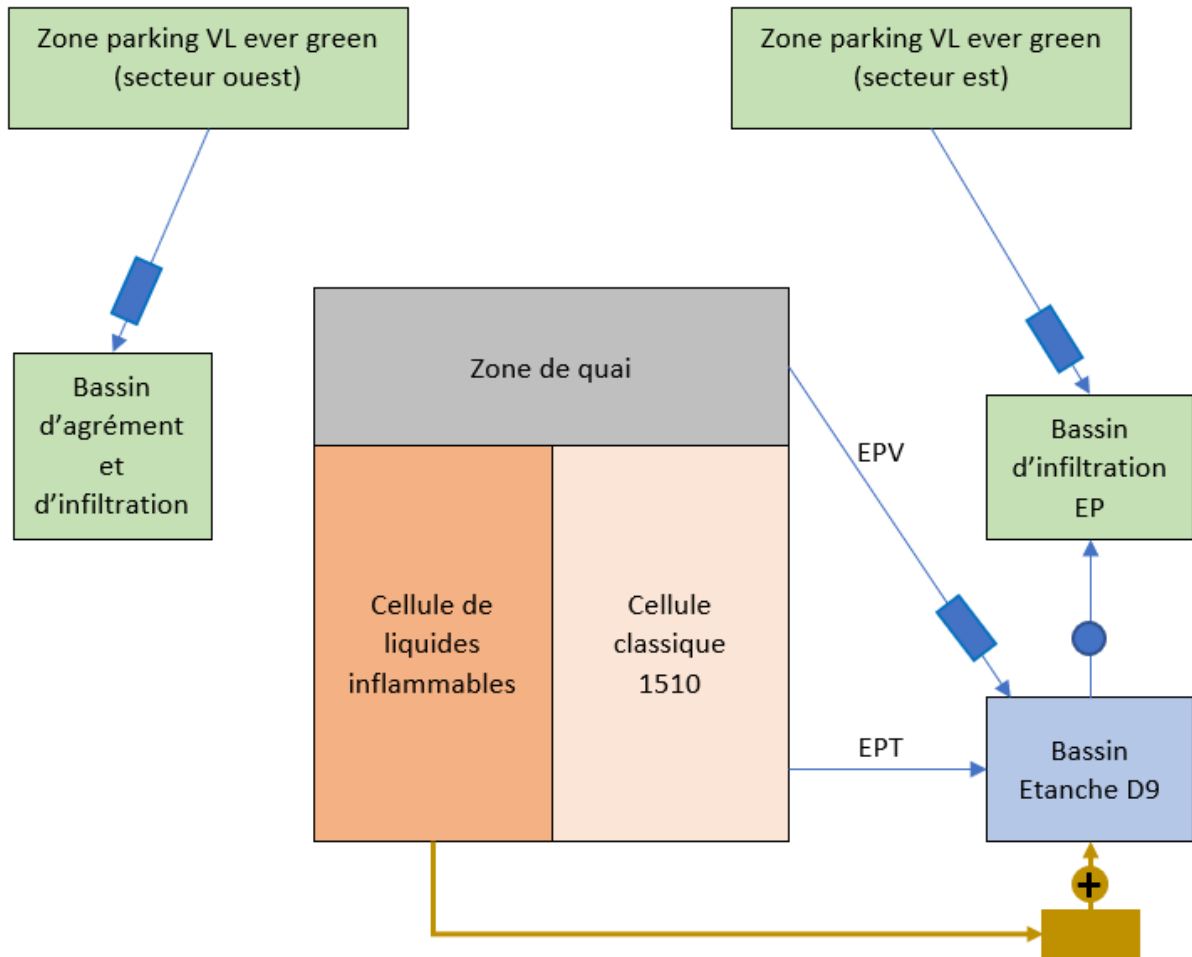 Zone parking VL ever green
(secteur ouest)
Zone parking VL ever green
(secteur est)
Zone de quai
Bassin
d’agrément
et
d’infiltration
Bassin
d’infiltration
EP
EPV
Cellule de
liquides
inflammables
Cellule
classique
1510
EPT
Bassin
Etanche D9
+